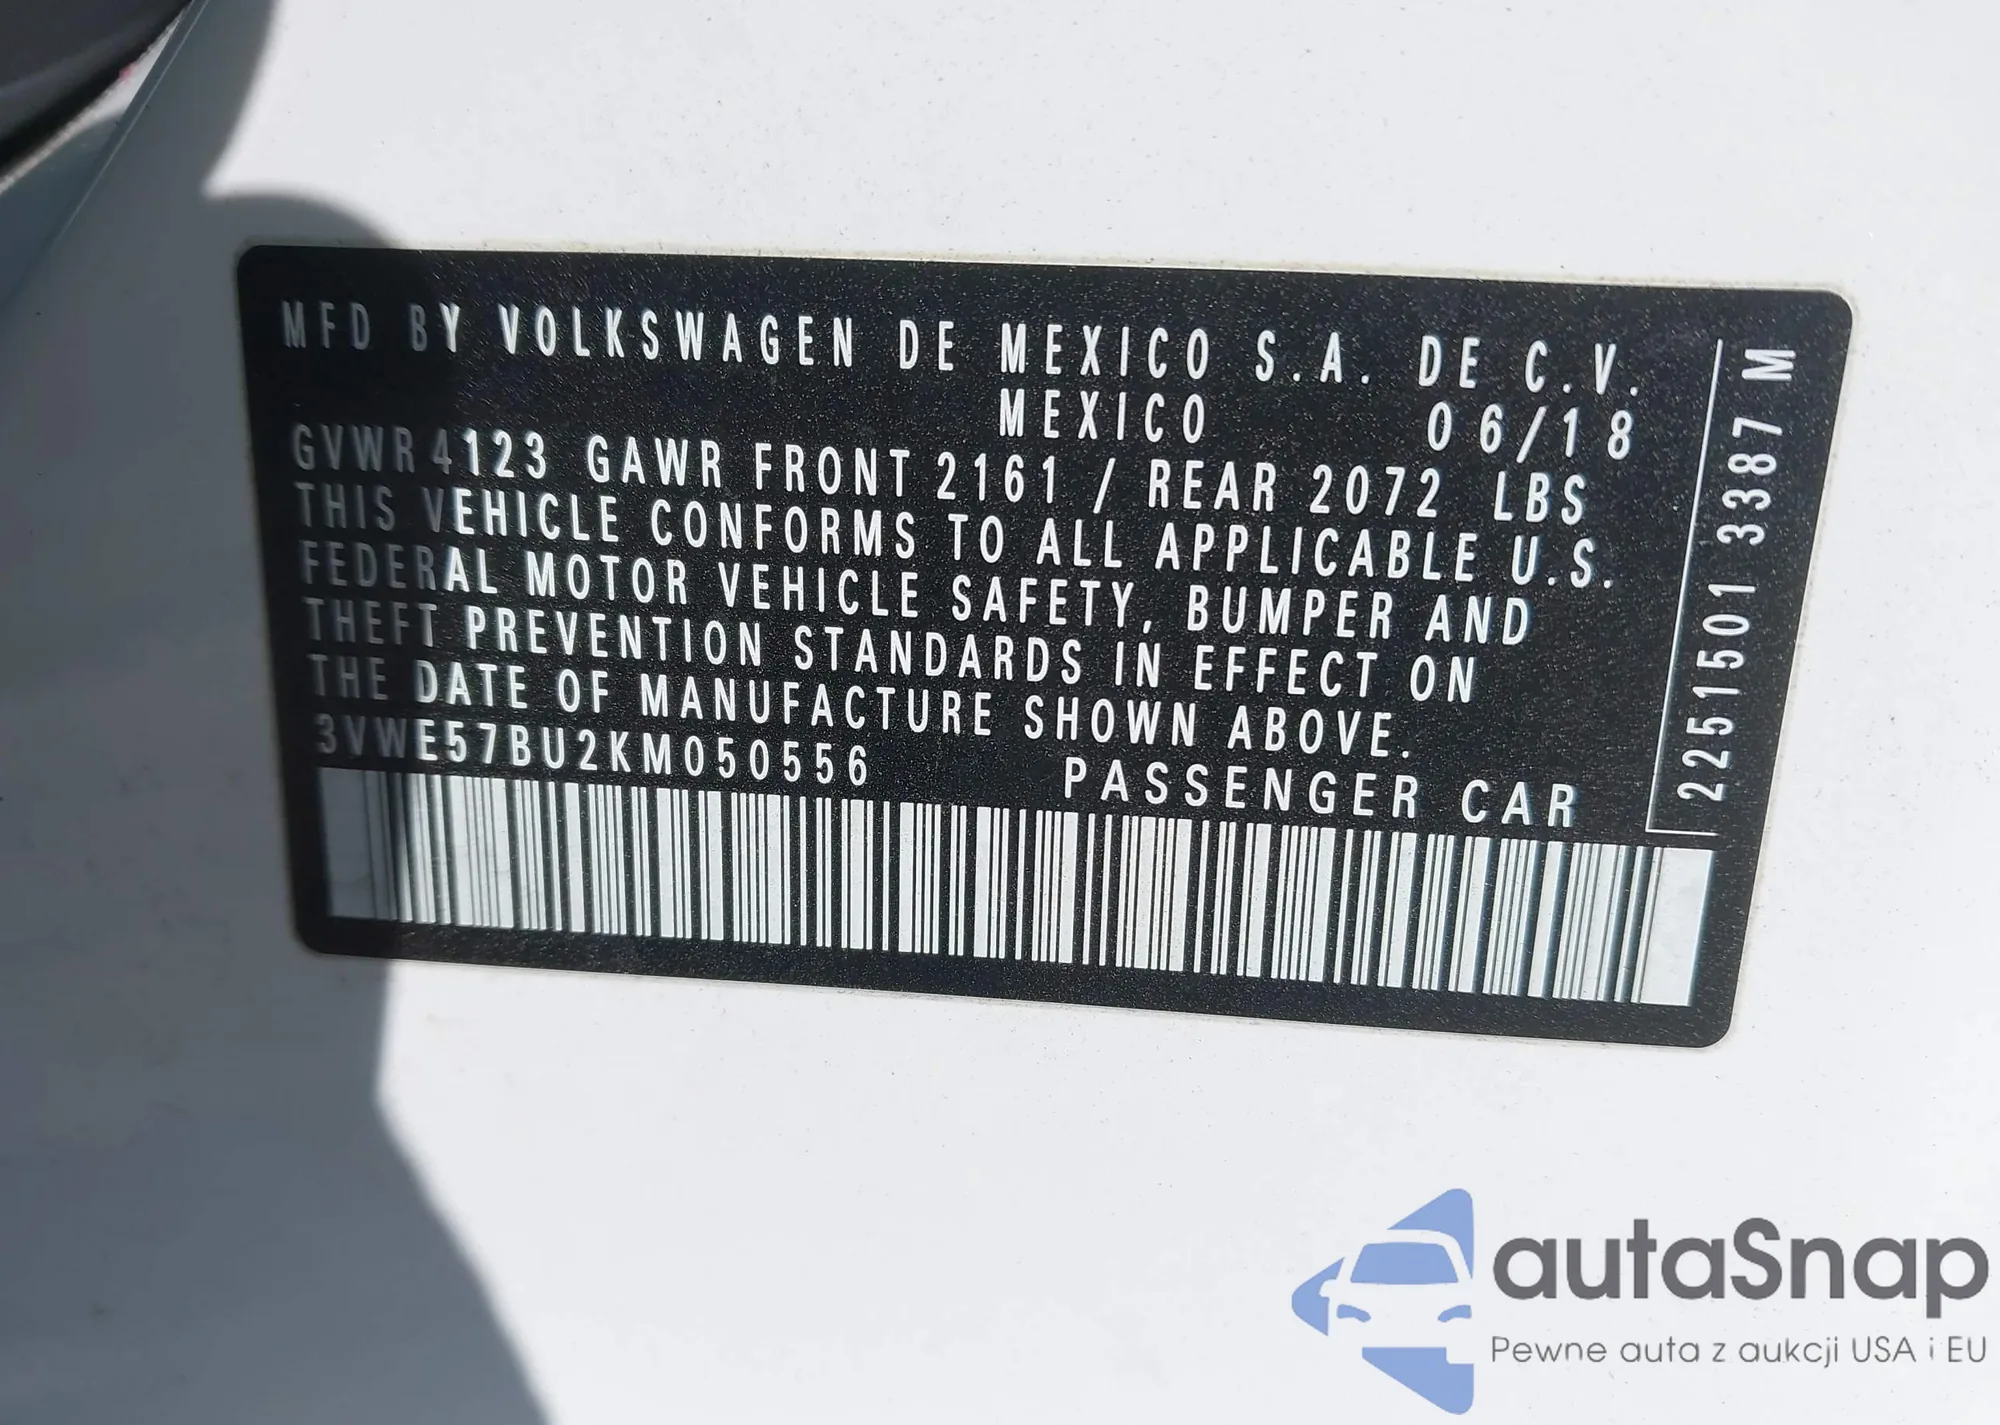 MFD BY VOLKSWAGEN DE MEXICO S.A. DE C.V.
MEXICO 06/18
GVWR 4123 GAWR FRONT 2161 / REAR 2072 LBS
THIS VEHICLE CONFORMS TO ALL APPLICABLE U.S.
FEDERAL MOTOR VEHICLE SAFETY, BUMPER AND
THEFT PREVENTION STANDARDS IN EFFECT ON
THE DATE OF MANUFACTURE SHOWN ABOVE.
3VWE57BU2KM050556
PASSENGER CAR
2251501 3387 M
autaSnap
Pewne auta z aukcji USA i EU